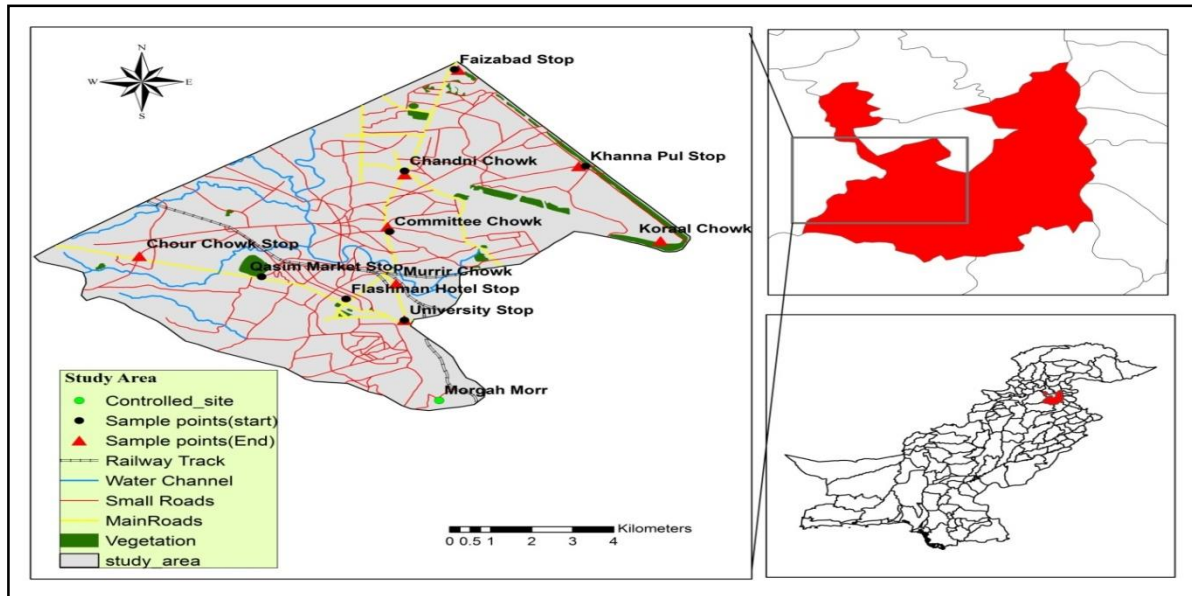 N
W E
S
Faizabad Stop
Chandni Chowk
Khanna Pul Stop
Committee Chowk
Koraal Chowk
Chour Chowk Stop
Qasim Market Stop
Murrir Chowk
Flashman Hotel Stop
University Stop
Morgah Morr
Study Area
Controlled_site
Sample points(start)
Sample points(End)
Railway Track
Water Channel
Small Roads
MainRoads
Vegetation
study_area
Kilometers
0 0.5 1 2 3 4